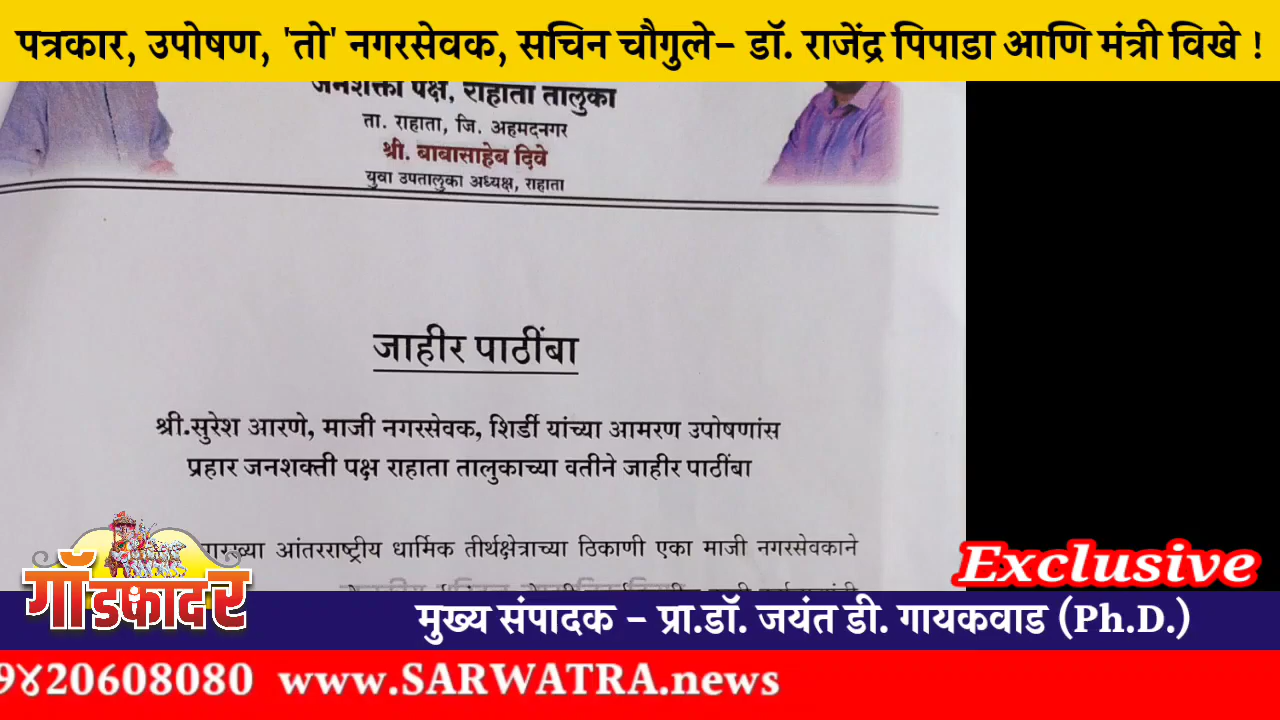 पत्रकार, उपोषण, 'तो' नगरसेवक, सचिन चौगुले- डॉ. राजेंद्र पिपाडा आणि मंत्री विखे !
जनशक्ती पक्ष, राहाता तालुका
ता. राहाता, जि. अहमदनगर
श्री. बाबासाहेब दिवे
युवा उपतालुका अध्यक्ष, राहाता
जाहीर पाठींबा
श्री.सुरेश आरणे, माजी नगरसेवक, शिर्डी यांच्या आमरण उपोषणांस
प्रहार जनशक्ती पक्ष राहाता तालुकाच्या वतीने जाहीर पाठींबा
आंतरराष्ट्रीय धार्मिक तीर्थक्षेत्राच्या ठिकाणी एका माजी नगरसेवकाने
गॉडफादर
Exclusive
मुख्य संपादक - प्रा.डॉ. जयंत डी. गायकवाड (Ph.D.)
9४20608080 www.SARWATRA.news